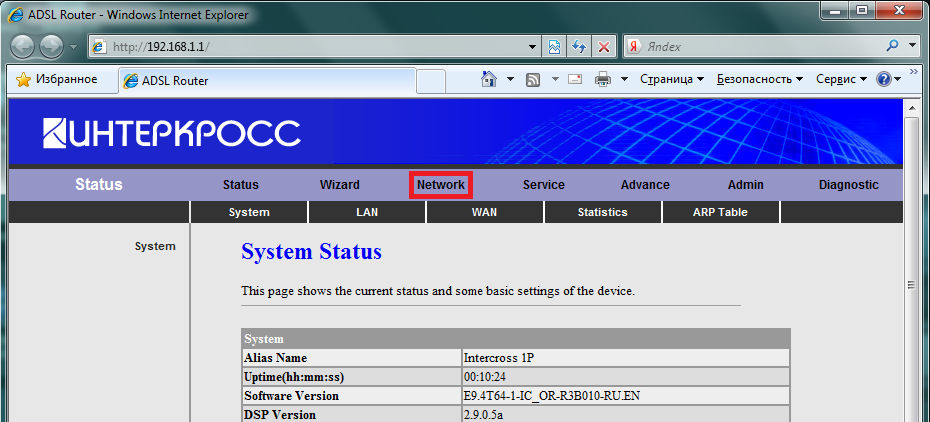 ADSL Router - Windows Internet Explorer
http://192.168.1.1/ Яндекс
Избранное ADSL Router Страница Безопасность Сервис
ИНТЕРКРОСС
Status Status Wizard Network Service Advance Admin Diagnostic
System LAN WAN Statistics ARP Table
System
System Status
This page shows the current status and some basic settings of the device.
System
Alias Name Intercross 1P
Uptime(hh:mm:ss) 00:10:24
Software Version E9.4T64-1-IC_OR-R3B010-RU.EN
DSP Version 2.9.0.5a